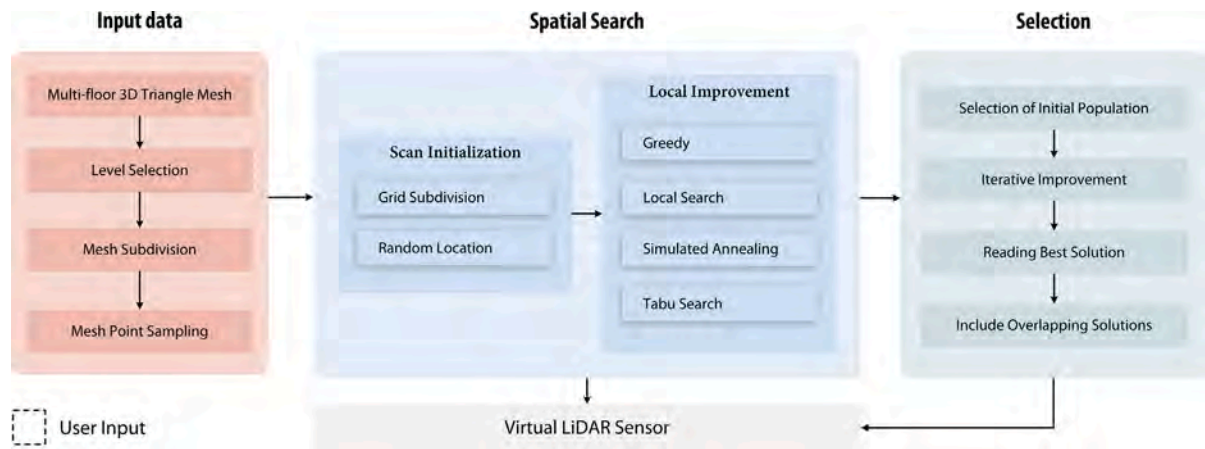 Input data
Multi-floor 3D Triangle Mesh
Level Selection
Mesh Subdivision
Mesh Point Sampling
User Input
Spatial Search
Scan Initialization
Grid Subdivision
Random Location
Local Improvement
Greedy
Local Search
Simulated Annealing
Tabu Search
Virtual LiDAR Sensor
Selection
Selection of Initial Population
Iterative Improvement
Reading Best Solution
Include Overlapping Solutions